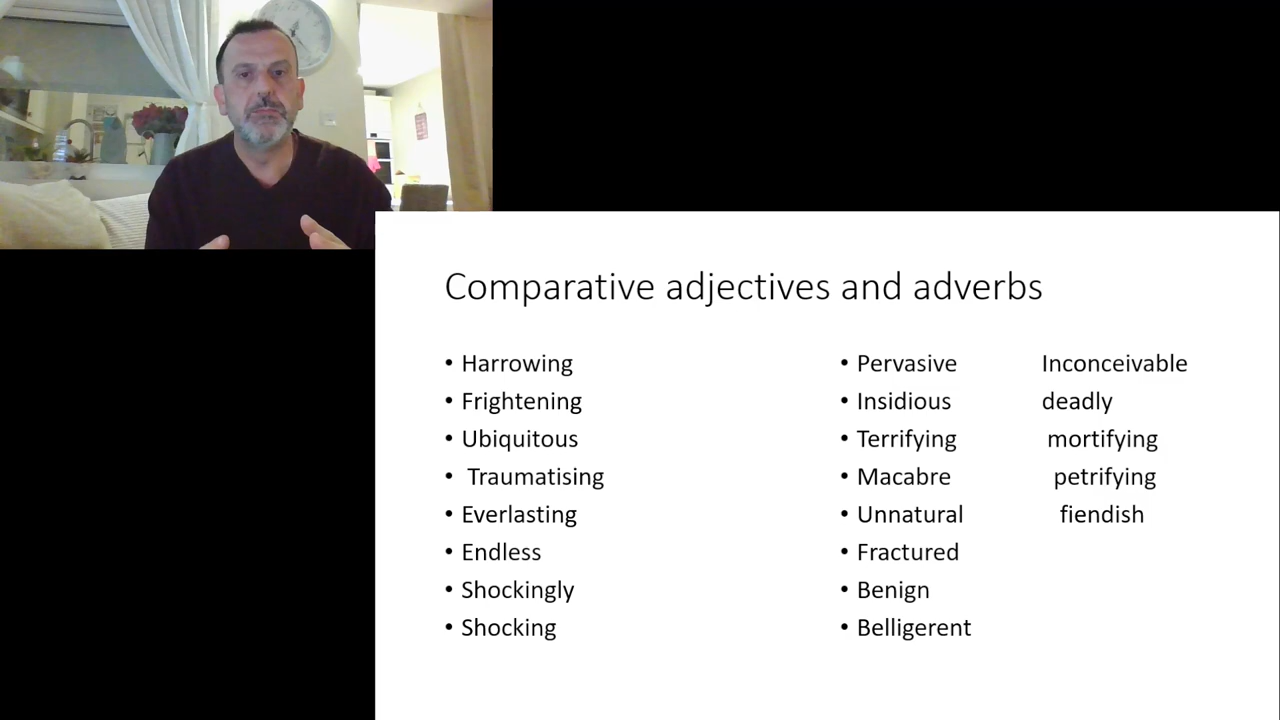 Comparative adjectives and adverbs
• Harrowing
• Frightening
• Ubiquitous
• Traumatising
• Everlasting
• Endless
• Shockingly
• Shocking
• Pervasive Inconceivable
• Insidious deadly
• Terrifying mortifying
• Macabre petrifying
• Unnatural fiendish
• Fractured
• Benign
• Belligerent